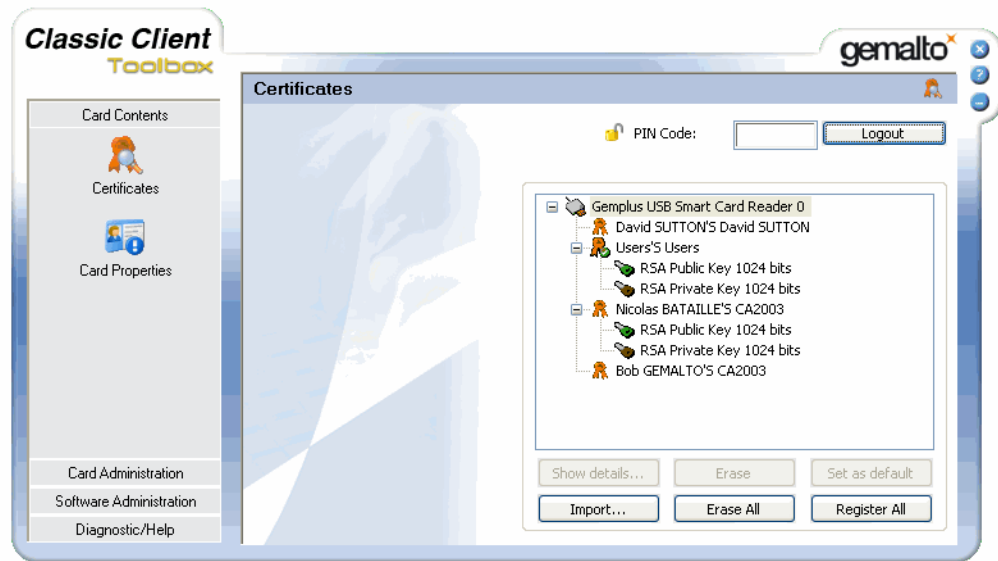 Classic Client
Toolbox
gemalto
Certificates
Card Contents
Certificates
Card Properties
Card Administration
Software Administration
Diagnostic/Help
PIN Code:
Logout
Gemplus USB Smart Card Reader 0
David SUTTON'S David SUTTON
Users'S Users
RSA Public Key 1024 bits
RSA Private Key 1024 bits
Nicolas BATAILLE'S CA2003
RSA Public Key 1024 bits
RSA Private Key 1024 bits
Bob GEMALTO'S CA2003
Show details... Erase Set as default
Import... Erase All Register All